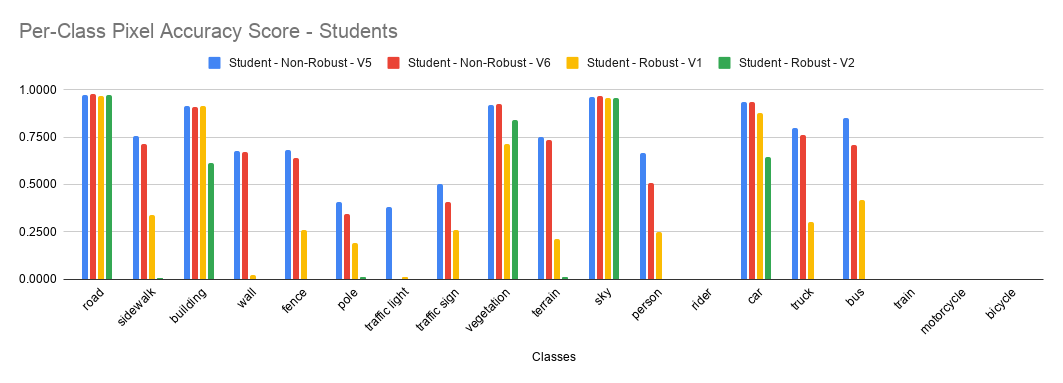 Per-Class Pixel Accuracy Score - Students
Student - Non-Robust - V5 Student - Non-Robust - V6 Student - Robust - V1 Student - Robust - V2
1.0000
0.7500
0.5000
0.2500
0.0000
road sidewalk building wall fence pole traffic light traffic sign vegetation terrain sky person rider car truck bus train motorcycle bicycle
Classes